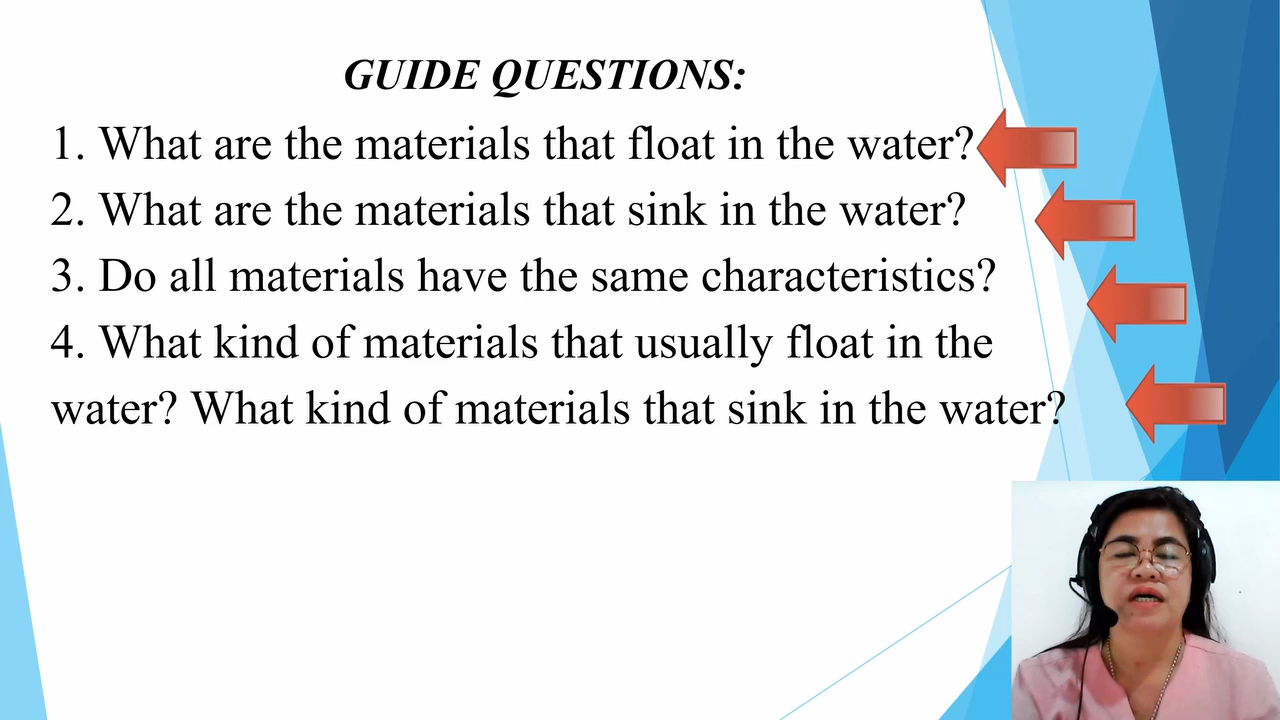 GUIDE QUESTIONS:
1. What are the materials that float in the water?
2. What are the materials that sink in the water?
3. Do all materials have the same characteristics?
4. What kind of materials that usually float in the
water? What kind of materials that sink in the water?